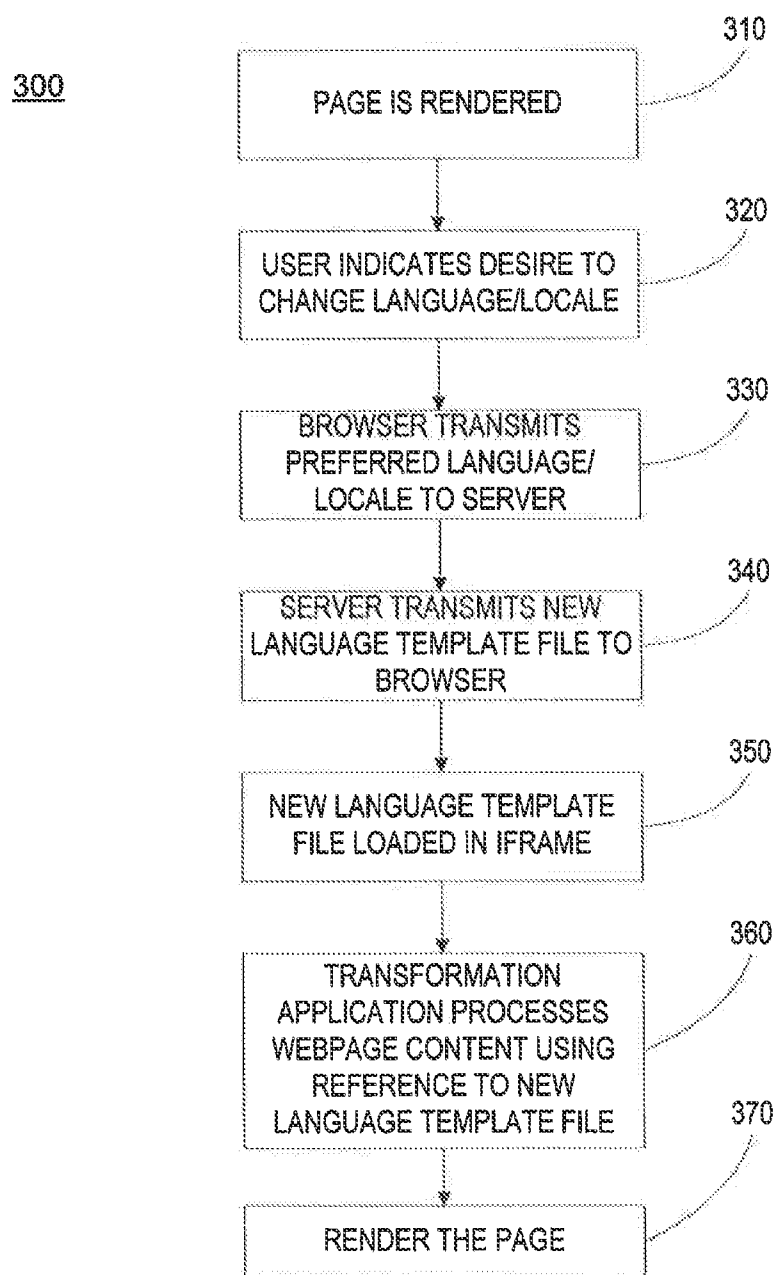 310
300
PAGE IS RENDERED
320
USER INDICATES DESIRE TO
CHANGE LANGUAGE/LOCALE
330
BROWSER TRANSMITS
PREFERRED LANGUAGE/
LOCALE TO SERVER
340
SERVER TRANSMITS NEW
LANGUAGE TEMPLATE FILE TO
BROWSER
350
NEW LANGUAGE TEMPLATE
FILE LOADED IN IFRAME
360
TRANSFORMATION
APPLICATION PROCESSES
WEBPAGE CONTENT USING
REFERENCE TO NEW
LANGUAGE TEMPLATE FILE
370
RENDER THE PAGE